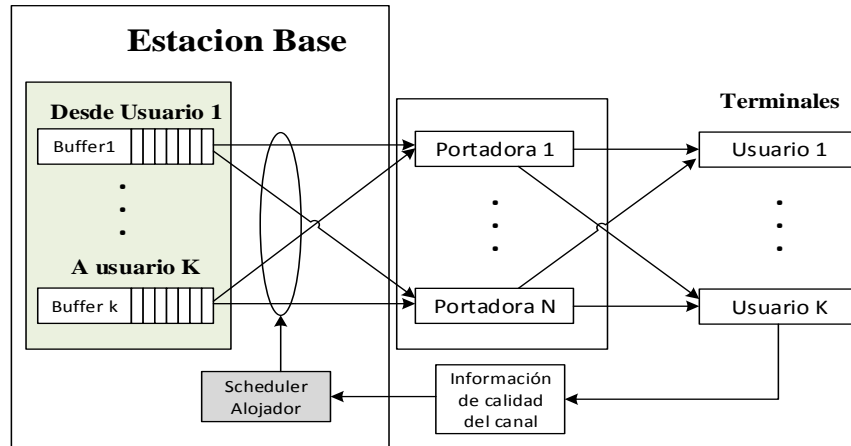 Estacion Base
Desde Usuario 1
Buffer1
A usuario K
Buffer k
Scheduler
Alojador
Portadora 1
Portadora N
Información
de calidad
del canal
Terminales
Usuario 1
Usuario K